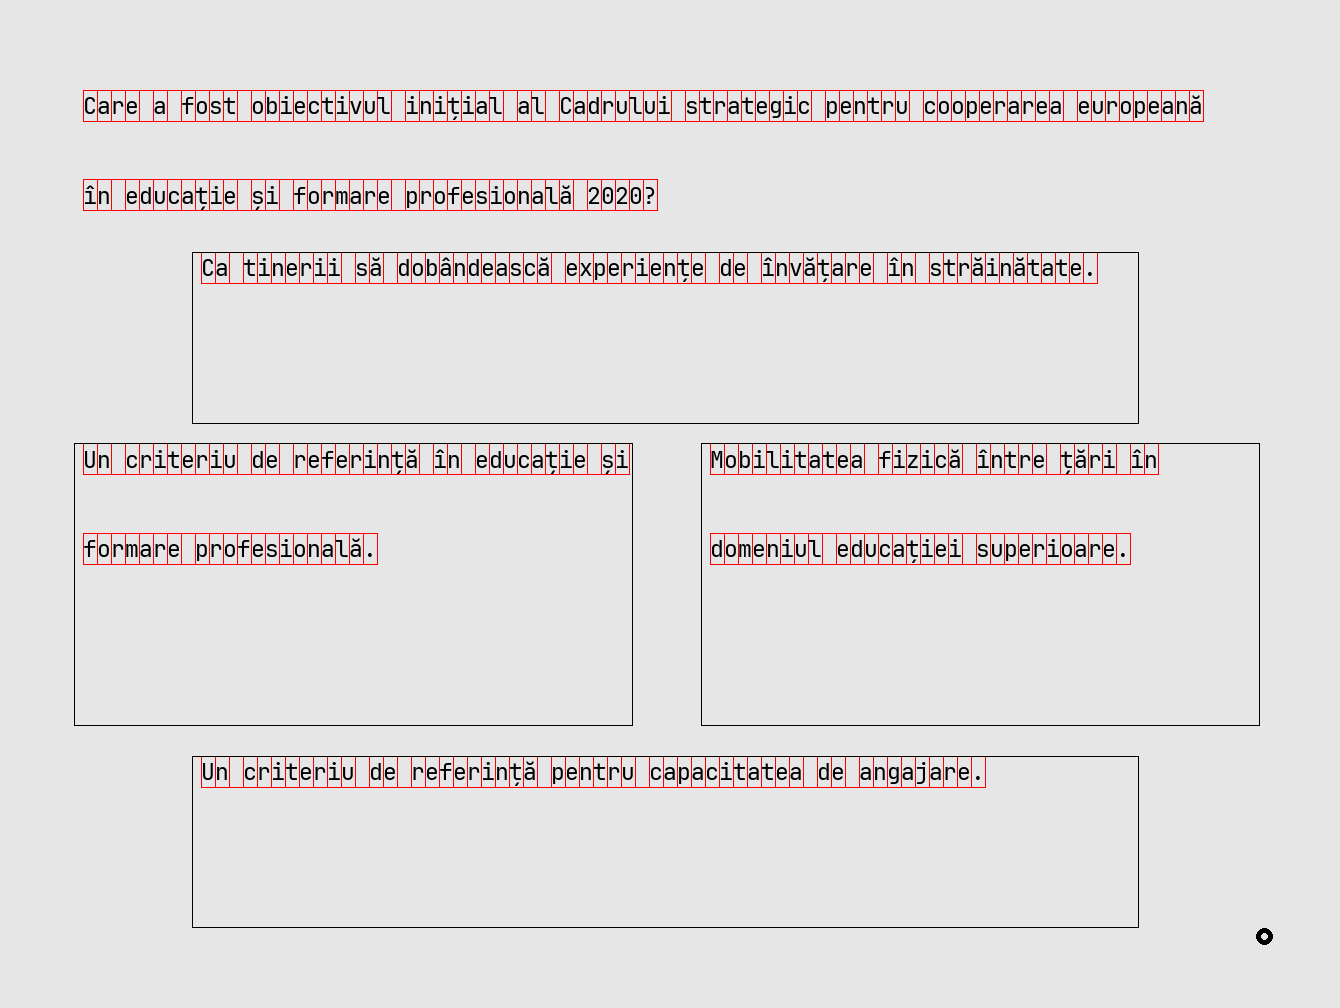 Care a fost obiectivul inițial al Cadrului strategic pentru cooperarea europeană
în educație și formare profesională 2020?
Ca tinerii să dobândească experiențe de învățare în străinătate.
Un criteriu de referință în educație și
formare profesională.
Mobilitatea fizică între țări în
domeniul educației superioare.
Un criteriu de referință pentru capacitatea de angajare.